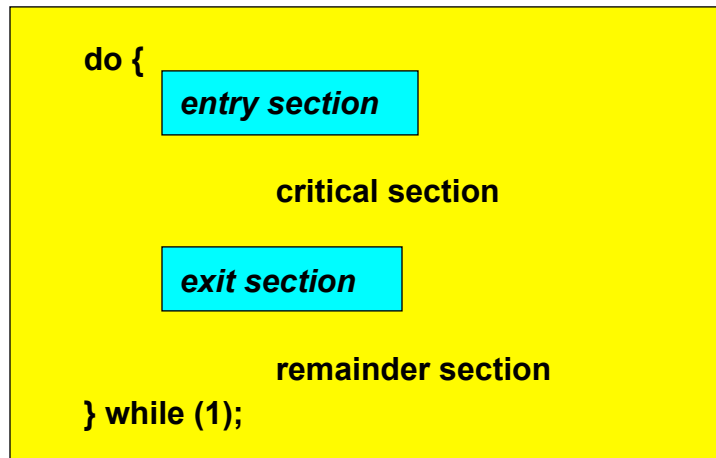 do {
entry section
critical section
exit section
remainder section
} while (1);